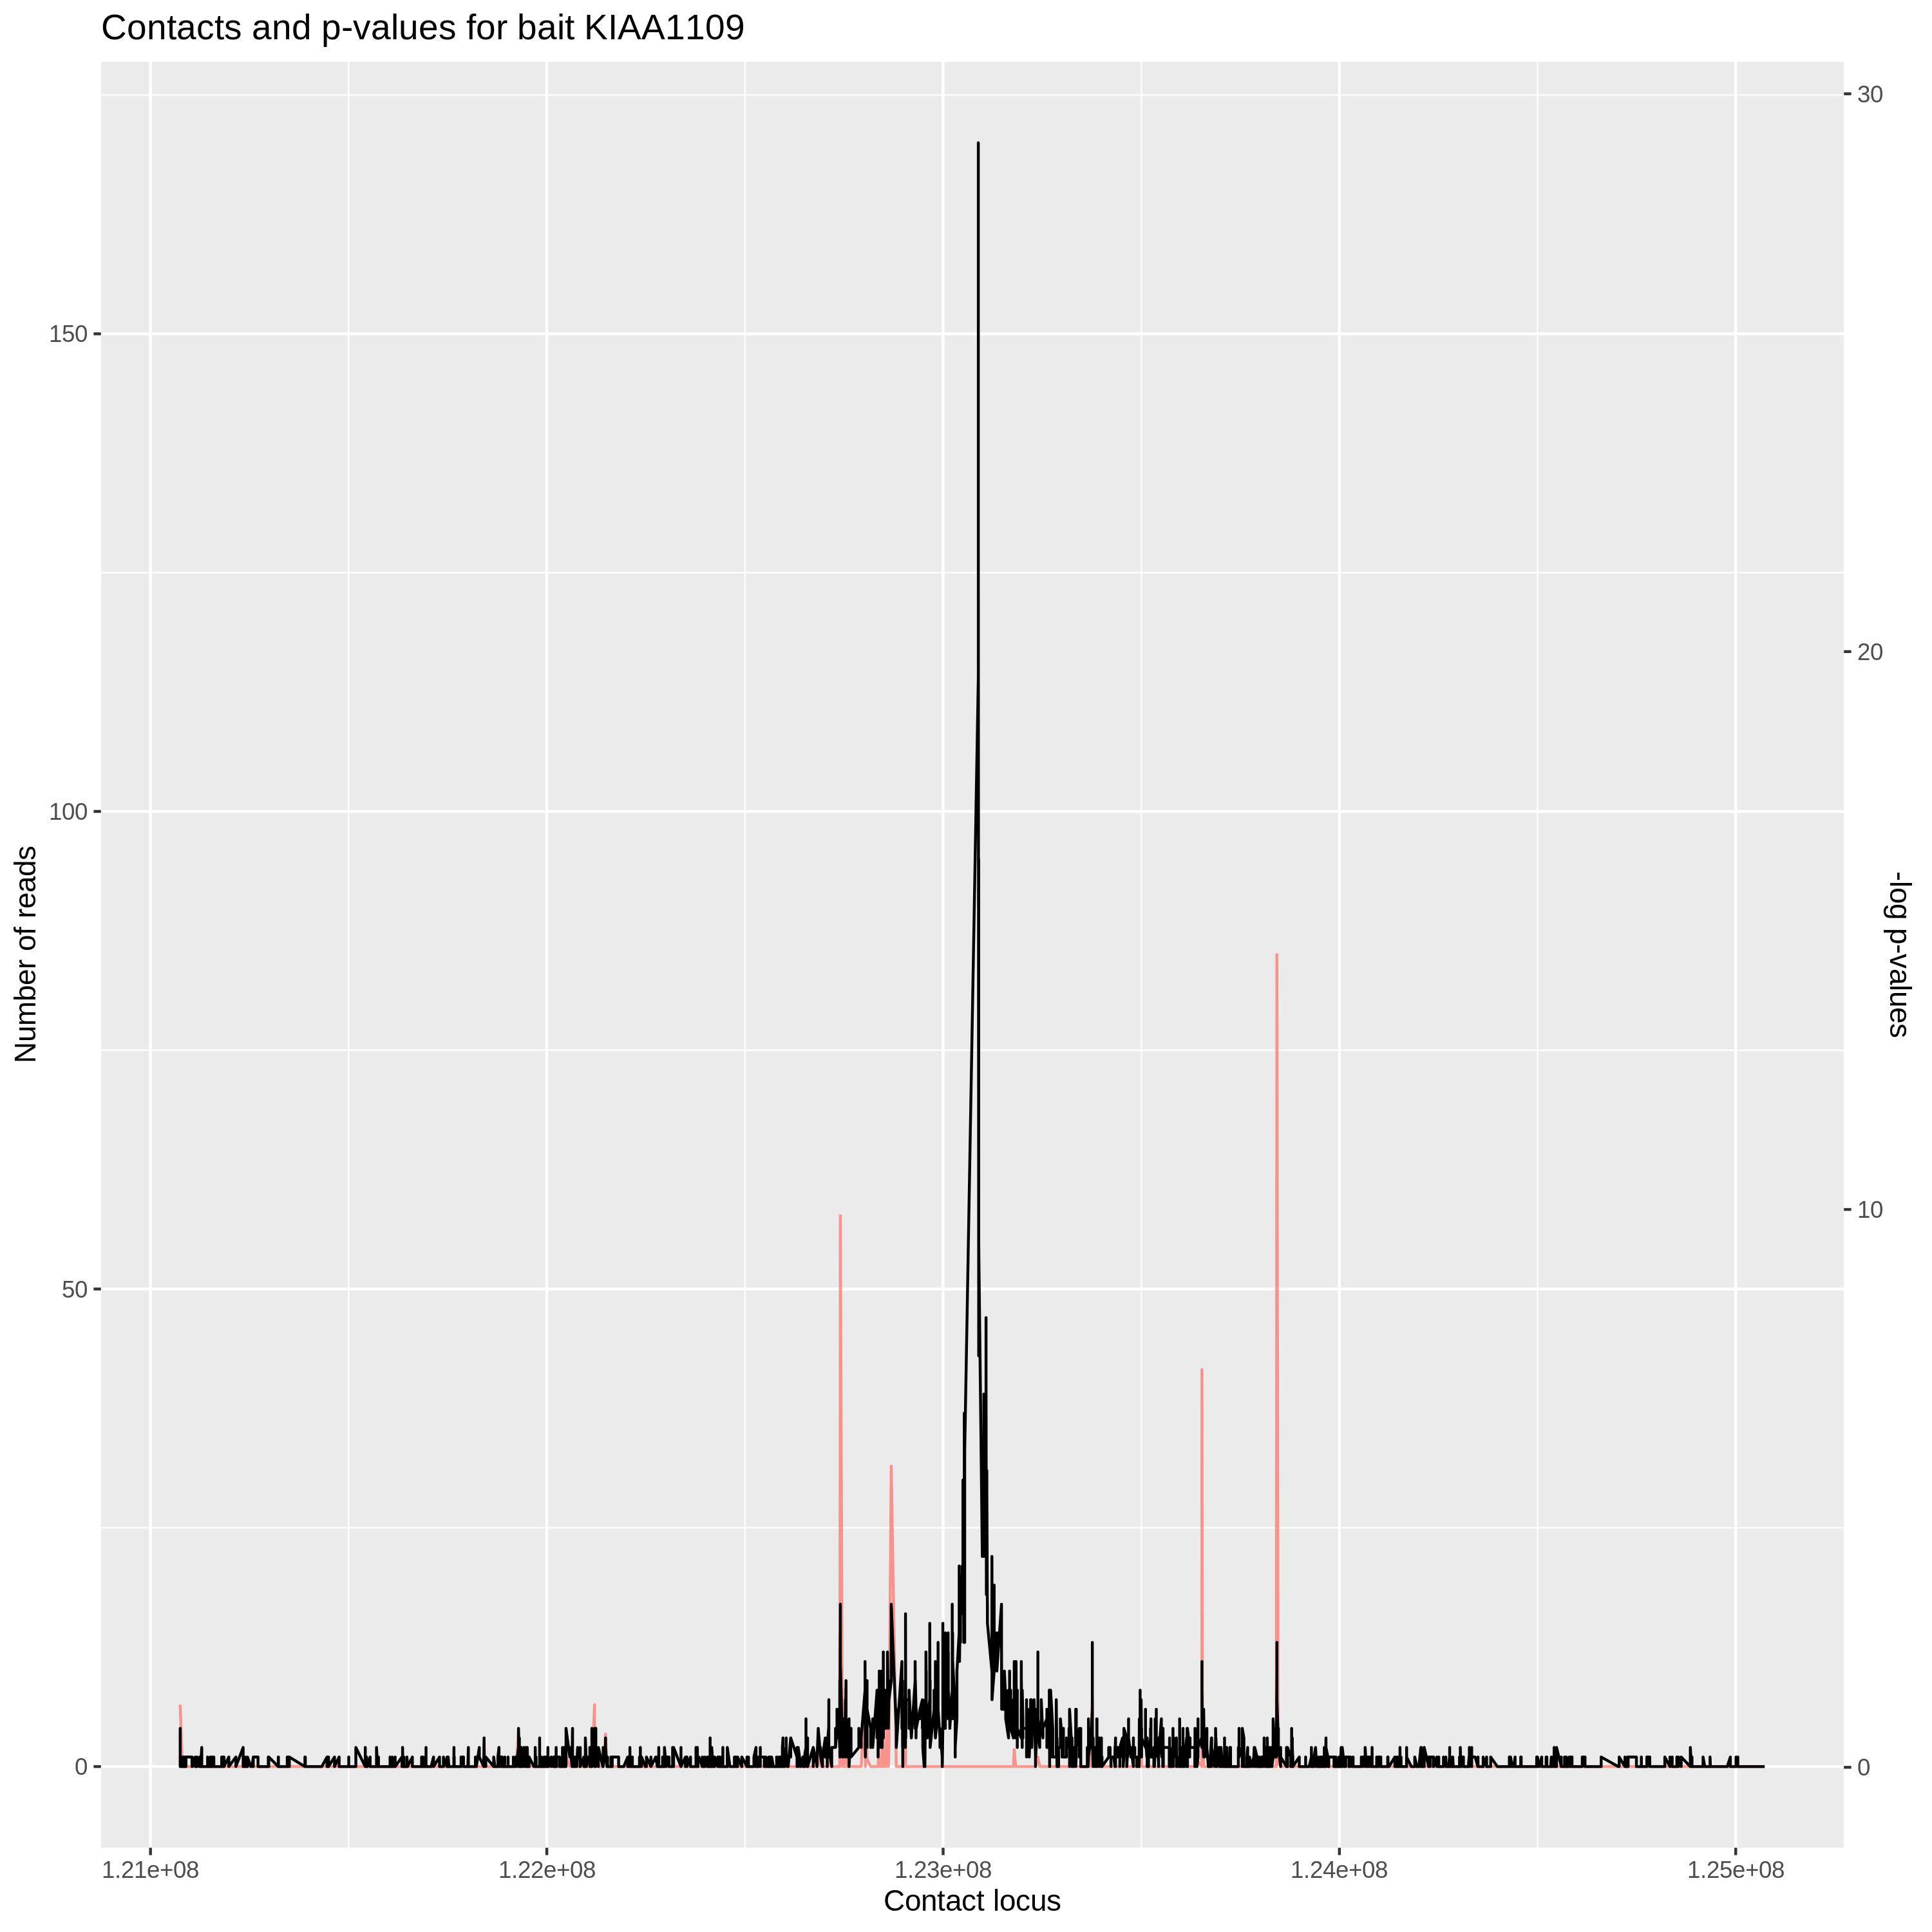 Contacts and p-values for bait KIAA1109
Number of reads
150
100
50
0
30
20
10
0
-log p-values
1.21e+08
1.22e+08
1.23e+08
1.24e+08
1.25e+08
Contact locus